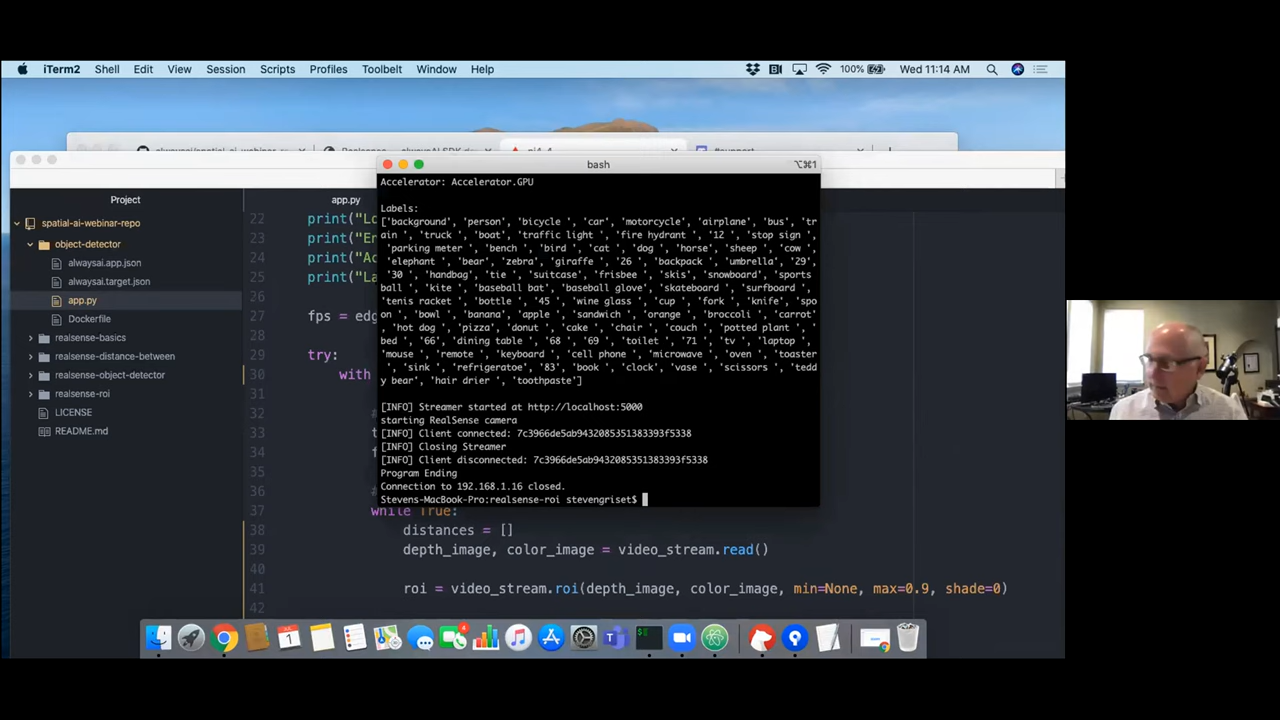 iTerm2 Shell Edit View Session Scripts Profiles Toolbelt Window Help 100% Wed 11:14 AM
bash ⌥⌘1
Project
app.py
spatial-ai-webinar-repo
object-detector
alwaysai.app.json
alwaysai.target.json
app.py
Dockerfile
realsense-basics
realsense-distance-between
realsense-object-detector
realsense-roi
LICENSE
README.md
Accelerator: Accelerator.GPU
Labels:
['background', 'person', 'bicycle ', 'car', 'motorcycle', 'airplane', 'bus', 'tr
ain ', 'truck ', 'boat', 'traffic light ', 'fire hydrant ', '12 ', 'stop sign ',
'parking meter ', 'bench ', 'bird ', 'cat ', 'dog ', 'horse', 'sheep ', 'cow ',
'elephant ', 'bear', 'zebra', 'giraffe ', '26 ', 'backpack ', 'umbrella', '29',
'30 ', 'handbag', 'tie ', 'suitcase', 'frisbee ', 'skis', 'snowboard', 'sports
ball ', 'kite ', 'baseball bat', 'baseball glove', 'skateboard ', 'surfboard ',
'tenis racket ', 'bottle ', '45 ', 'wine glass ', 'cup ', 'fork ', 'knife', 'spo
on ', 'bowl ', 'banana', 'apple ', 'sandwich ', 'orange ', 'broccoli ', 'carrot'
, 'hot dog ', 'pizza', 'donut ', 'cake ', 'chair ', 'couch ', 'potted plant ', '
bed ', '66', 'dining table ', '68 ', '69 ', 'toilet ', '71 ', 'tv ', 'laptop ',
'mouse ', 'remote ', 'keyboard ', 'cell phone ', 'microwave ', 'oven ', 'toaster
', 'sink ', 'refrigeratoe ', '83', 'book ', 'clock', 'vase ', 'scissors ', 'tedd
y bear', 'hair drier ', 'toothpaste']
[INFO] Streamer started at http://localhost:5000
starting RealSense camera
[INFO] Client connected: 7c3966de5ab9432085351383393f5338
[INFO] Closing Streamer
[INFO] Client disconnected: 7c3966de5ab9432085351383393f5338
Program Ending
Connection to 192.168.1.16 closed.
Stevens-MacBook-Pro:realsense-roi stevengriset$
22 print("Lo
23 print("En
24 print("Ac
25 print("La
26
27 fps = edg
28
29 try:
30 with
31
32
33
34
35
36
37 while True:
38 distances = []
39 depth_image, color_image = video_stream.read()
40
41 roi = video_stream.roi(depth_image, color_image, min=None, max=0.9, shade=0)
42